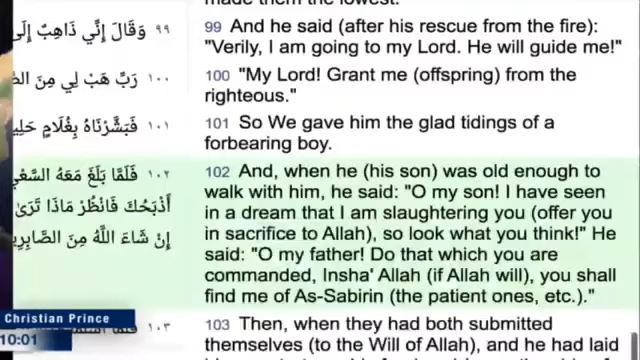 made them the lowest.
٩٩ وَقَالَ إِنِّي ذَاهِبٌ إِلَى
99 And he said (after his rescue from the fire):
"Verily, I am going to my Lord. He will guide me!"
١٠٠ رَبِّ هَبْ لِي مِنَ
100 "My Lord! Grant me (offspring) from the
righteous."
١٠١ فَبَشَّرْنَاهُ بِغُلَامٍ
101 So We gave him the glad tidings of a
forbearing boy.
١٠٢ فَلَمَّا بَلَغَ مَعَهُ
أَذْبَحُكَ فَانْظُرْ مَاذَا تَرَىٰ
إِنْ شَاءَ اللَّهُ مِنَ
102 And, when he (his son) was old enough to
walk with him, he said: "O my son! I have seen
in a dream that I am slaughtering you (offer you
in sacrifice to Allah), so look what you think!" He
said: "O my father! Do that which you are
commanded, Insha' Allah (if Allah will), you shall
find me of As-Sabirin (the patient ones, etc.)."
١٠٣
103 Then, when they had both submitted
themselves (to the Will of Allah), and he had laid
Christian Prince
10:01